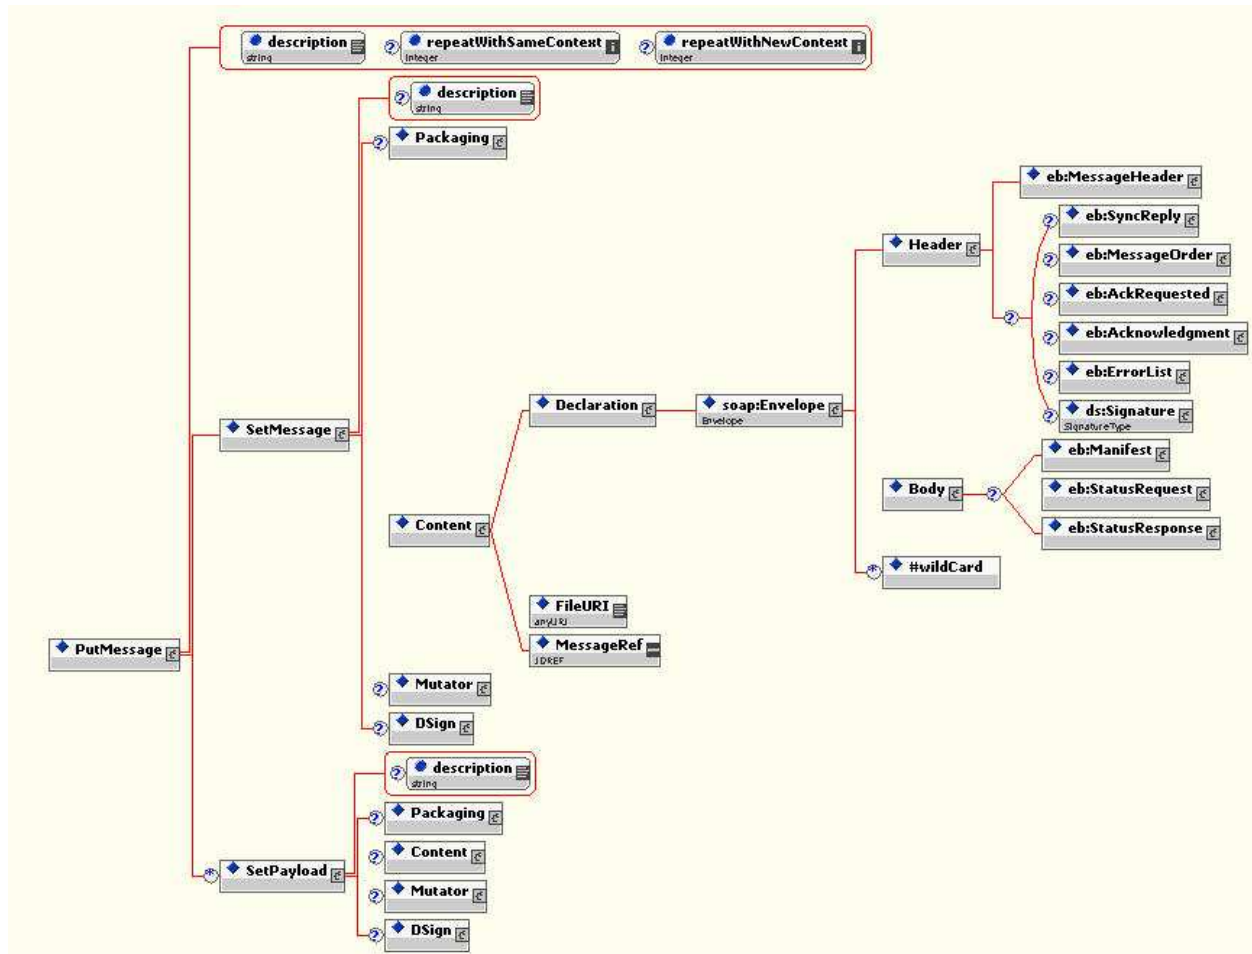 description
string
? repeatWithSameContext
Integer
? repeatWithNewContext
Integer
? description
string
? Packaging
eb:MessageHeader
? eb:SyncReply
Header
? eb:MessageOrder
? eb:AckRequested
?
? eb:Acknowledgment
? eb:ErrorList
Declaration
soap:Envelope
Envelope
? ds:Signature
SignatureType
SetMessage
eb:Manifest
Body ?
eb:StatusRequest
Content
eb:StatusResponse
* #wildCard
FileURI
anyURI
PutMessage
MessageRef
IDREF
? Mutator
? DSign
? description
string
? Packaging
? Content
* SetPayload
? Mutator
? DSign